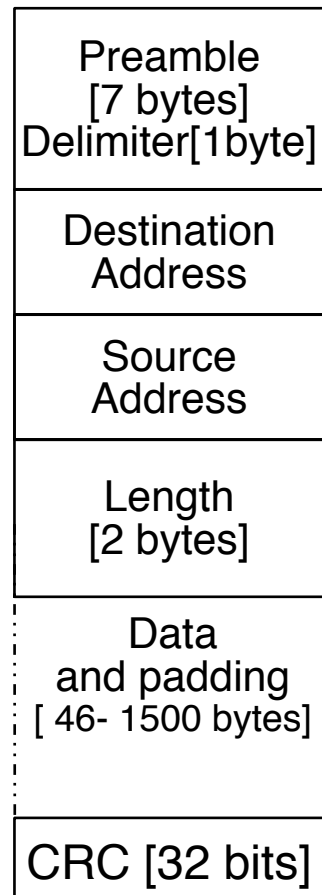 Preamble
[7 bytes]
Delimiter[1byte]
Destination
Address
Source
Address
Length
[2 bytes]
Data
and padding
[ 46- 1500 bytes]
CRC [32 bits]